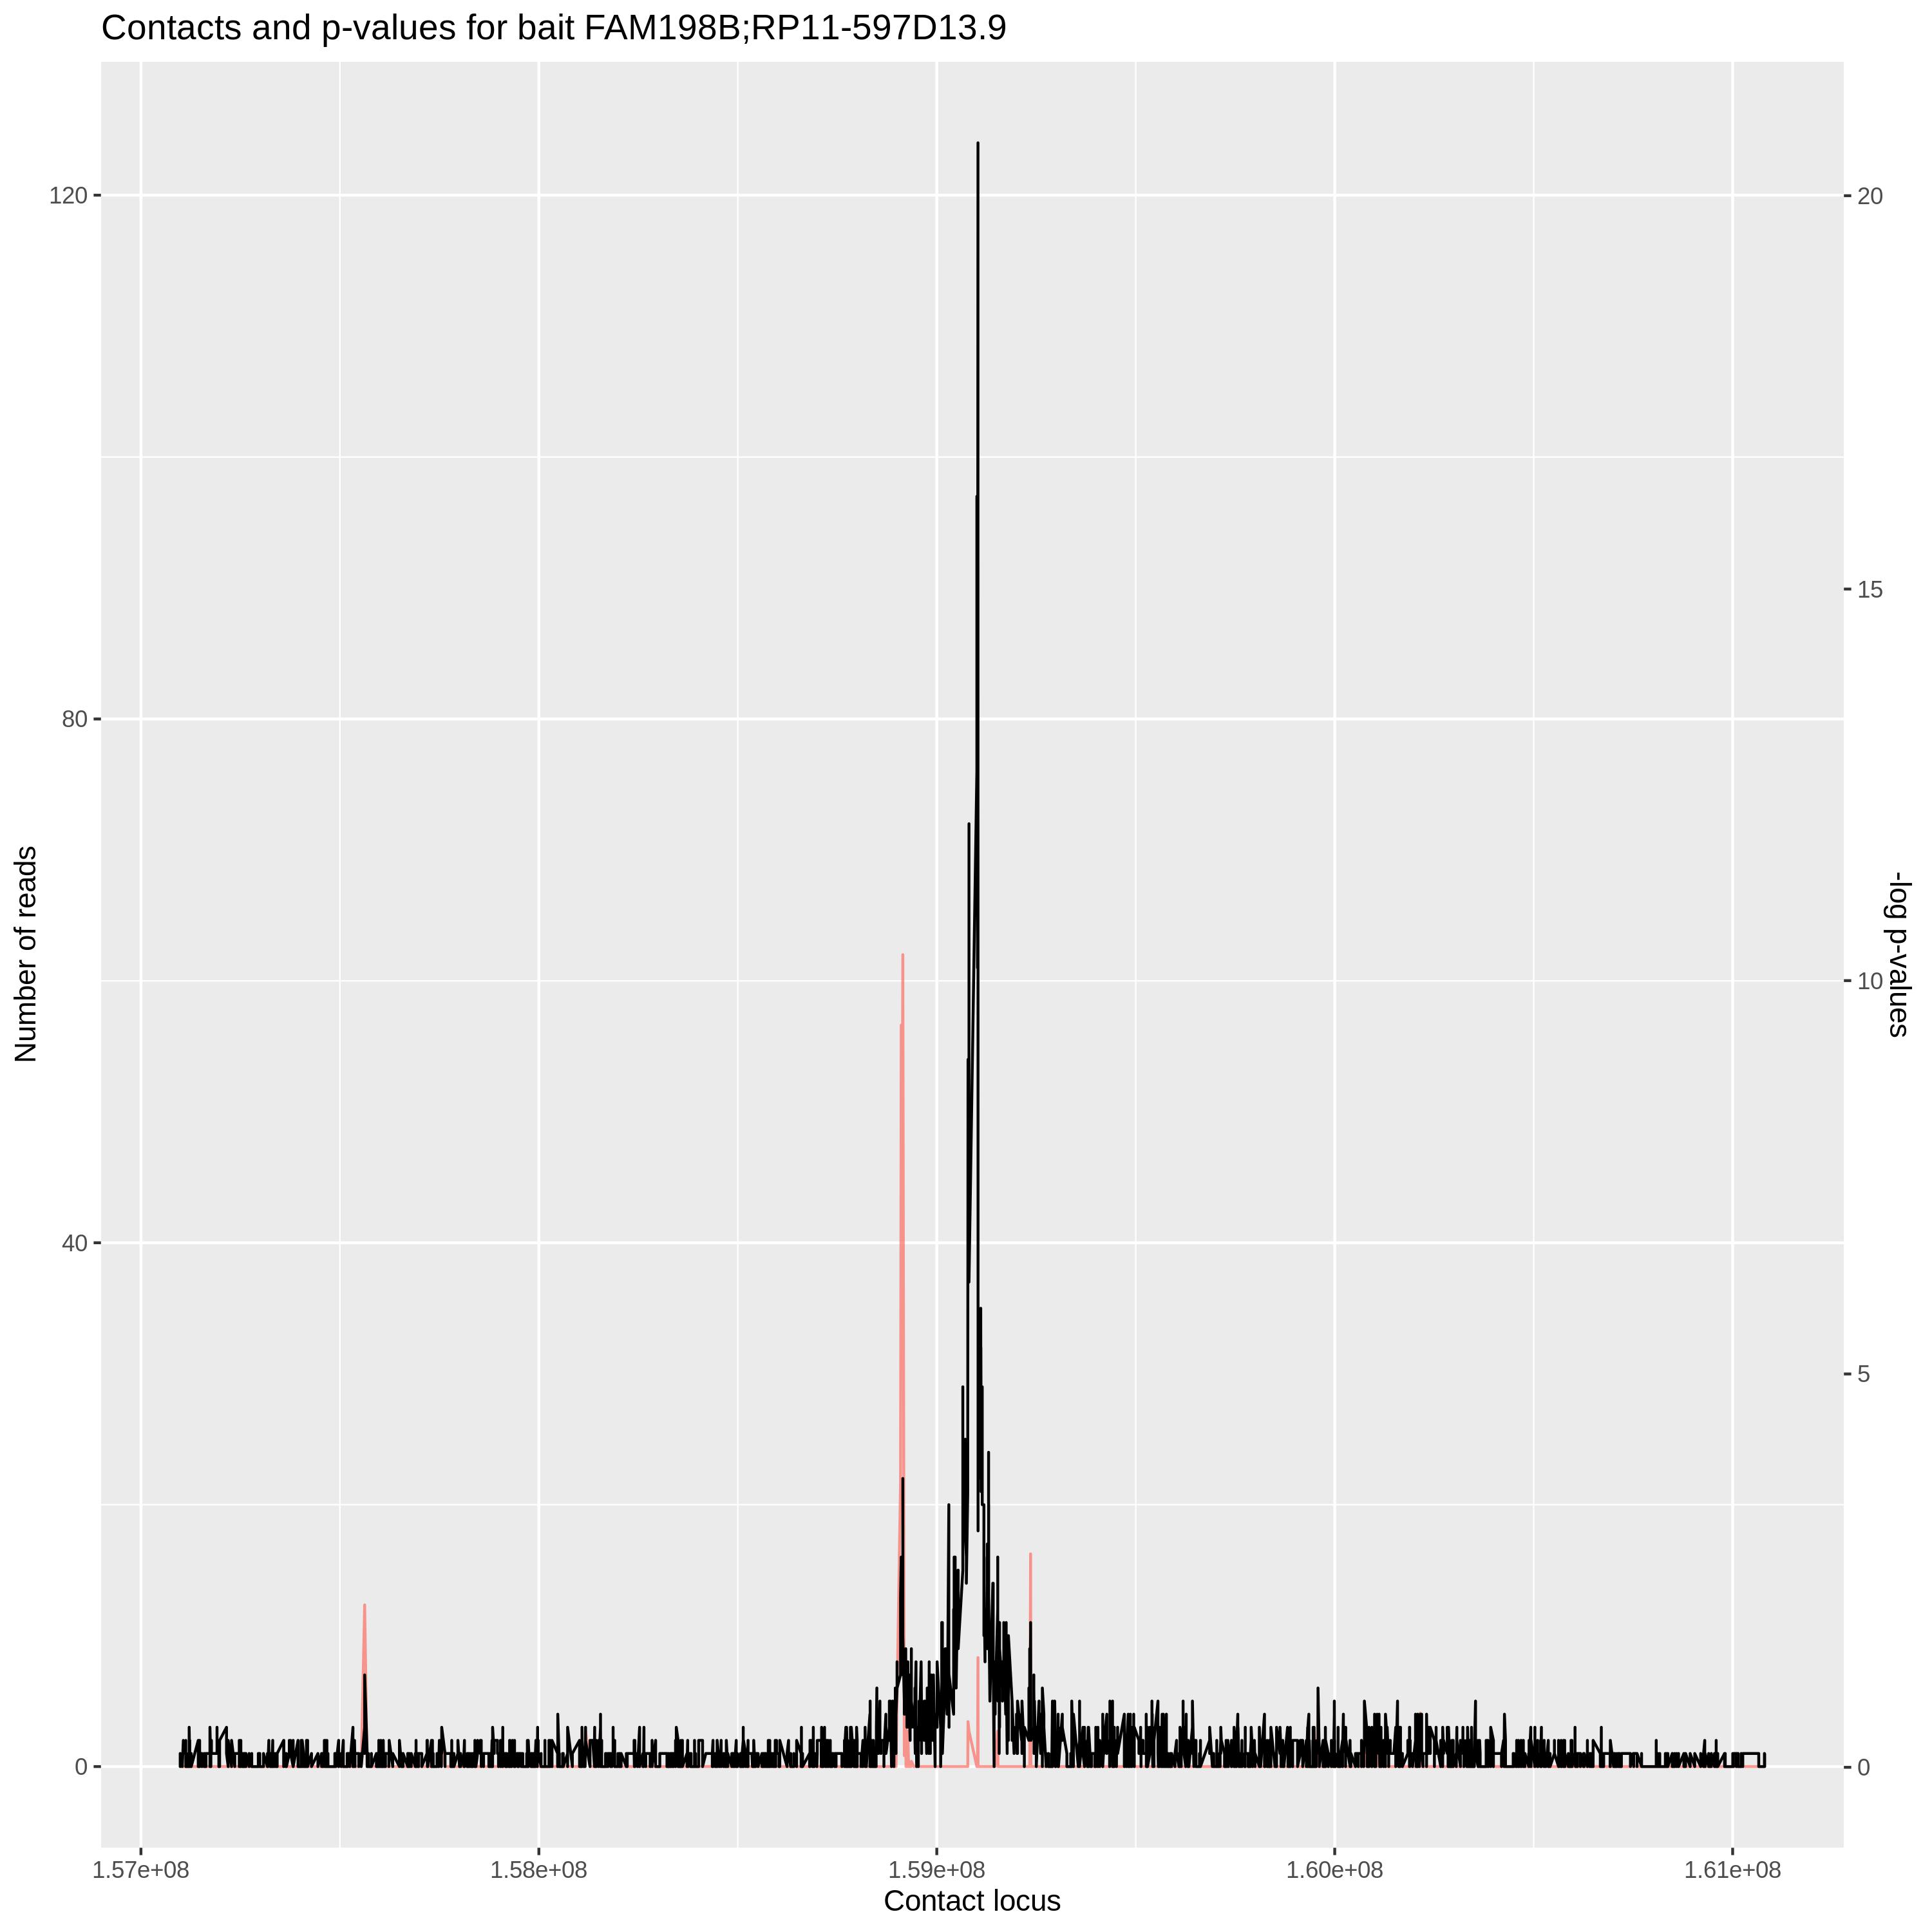 Contacts and p-values for bait FAM198B;RP11-597D13.9
120
80
40
0
Number of reads
20
15
10
5
0
-log p-values
1.57e+08
1.58e+08
1.59e+08
1.60e+08
1.61e+08
Contact locus